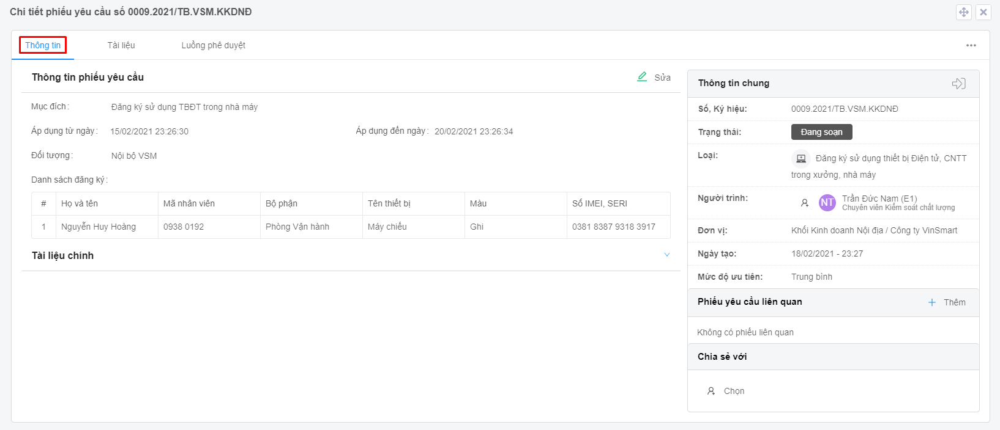 Chi tiết phiếu yêu cầu số 0009.2021/TB.VSM.KKDNĐ
Thông tin
Tài liệu
Luồng phê duyệt
Thông tin phiếu yêu cầu
Sửa
Mục đích:
Đăng ký sử dụng TBĐT trong nhà máy
Áp dụng từ ngày:
15/02/2021 23:26:30
Áp dụng đến ngày:
20/02/2021 23:26:34
Đối tượng:
Nội bộ VSM
Danh sách đăng ký:
# Họ và tên Mã nhân viên Bộ phận Tên thiết bị Màu Số IMEI, SERI
1 Nguyễn Huy Hoàng 0938 0192 Phòng Vận hành Máy chiếu Ghi 0381 8387 9318 3917
Tài liệu chính
Thông tin chung
Số, Ký hiệu:
0009.2021/TB.VSM.KKDNĐ
Trạng thái:
Đang soạn
Loại:
Đăng ký sử dụng thiết bị Điện tử, CNTT
trong xưởng, nhà máy
Người trình:
NT
Trần Đức Nam (E1)
Chuyên viên Kiểm soát chất lượng
Đơn vị:
Khối Kinh doanh Nội địa / Công ty VinSmart
Ngày tạo:
18/02/2021 - 23:27
Mức độ ưu tiên:
Trung bình
Phiếu yêu cầu liên quan
Thêm
Không có phiếu liên quan
Chia sẻ với
Chọn